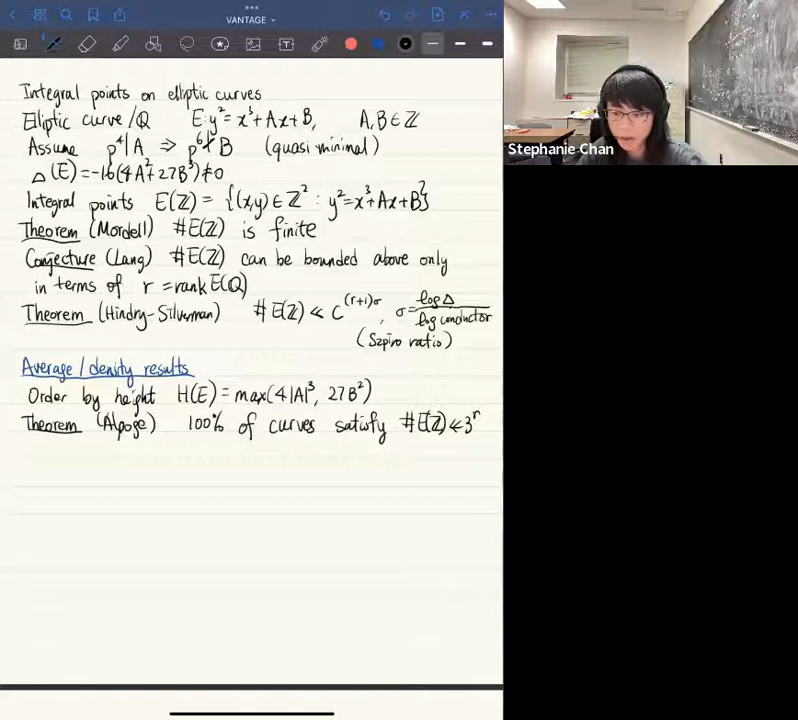 VANTAGE
Integral points on elliptic curves
Elliptic curve/Q E: y² = x³+Ax+B, A,B ∈ ℤ
Assume p⁴|A ⇒ p⁶∤B (quasi minimal)
Δ(E)=-16(4A²+27B³)≠0
Integral points E(ℤ) = {(x,y) ∈ ℤ² : y²=x³+Ax+B}
Theorem (Mordell) #E(ℤ) is finite
Conjecture (Lang) #E(ℤ) can be bounded above only
in terms of r = rank E(Q)
Theorem (Hindry-Silverman) #E(ℤ) ≪ C^{(r+1)σ}, σ = log Δ / log conductor
(Szpiro ratio)
Average/density results
Order by height H(E) = max(4|A|³, 27B²)
Theorem (Alpoge) 100% of curves satisfy #E(ℤ) ≪ 3^r
Stephanie Chan